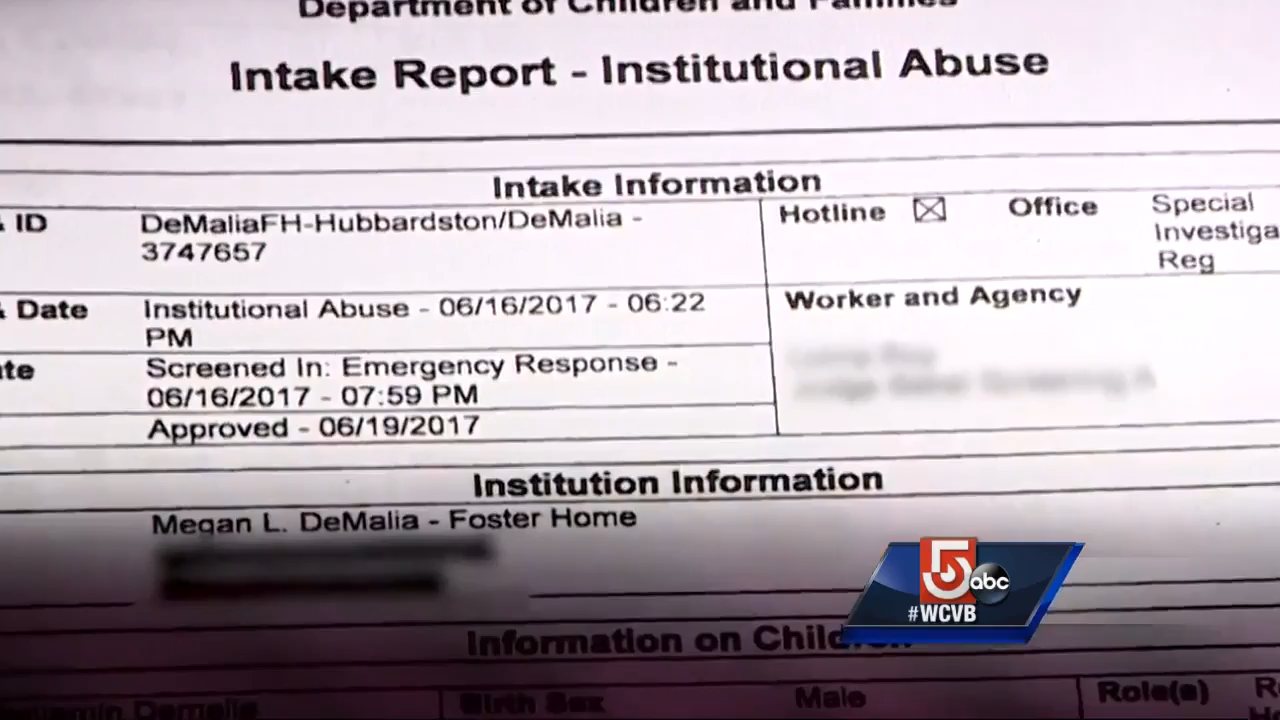 Department of Children and Families
Intake Report - Institutional Abuse
Intake Information
ID
DeMaliaFH-Hubbardston/DeMalia -
3747657
Hotline ☒ Office Special
Investiga
Reg
Date
Institutional Abuse - 06/16/2017 - 06:22
PM
Worker and Agency
Screened In: Emergency Response -
06/16/2017 - 07:59 PM
Approved - 06/19/2017
Institution Information
Megan L. DeMalia - Foster Home
5 abc
#WCVB
Information on Children
Birth Sex Male Role(s)